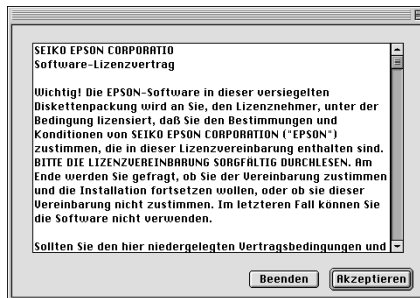 SEIKO EPSON CORPORATIO
Software-Lizenzvertrag
Wichtig! Die EPSON-Software in dieser versiegelten
Diskettenpackung wird an Sie, den Lizenznehmer, unter der
Bedingung lizensiert, daß Sie den Bestimmungen und
Konditionen von SEIKO EPSON CORPORATION ("EPSON")
zustimmen, die in dieser Lizenzvereinbarung enthalten sind.
BITTE DIE LIZENZVEREINBARUNG SORGFÄLTIG DURCHLESEN. Am
Ende werden Sie gefragt, ob Sie der Vereinbarung zustimmen
und die Installation fortsetzen wollen, oder ob sie dieser
Vereinbarung nicht zustimmen. Im letzteren Fall können Sie
die Software nicht verwenden.
Sollten Sie den hier niedergelegten Vertragsbedingungen und
Beenden Akzeptieren